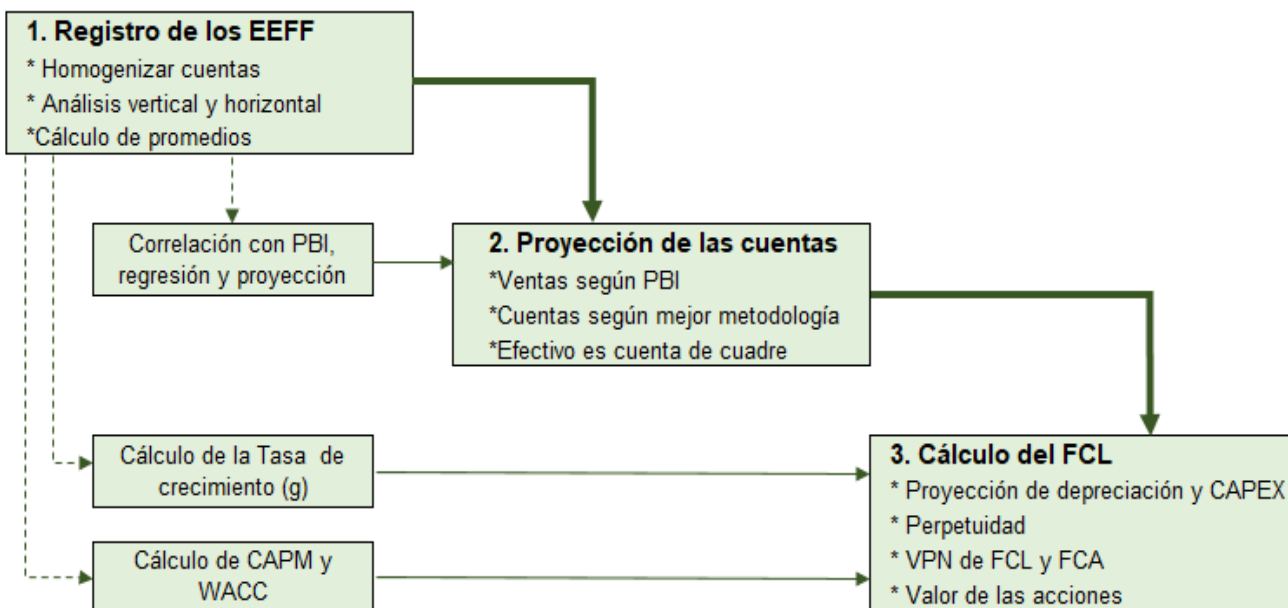 1. Registro de los EEFF
* Homogenizar cuentas
* Análisis vertical y horizontal
*Cálculo de promedios
Correlación con PBI,
regresión y proyección
2. Proyección de las cuentas
*Ventas según PBI
*Cuentas según mejor metodología
*Efectivo es cuenta de cuadre
Cálculo de la Tasa de
crecimiento (g)
Cálculo de CAPM y
WACC
3. Cálculo del FCL
* Proyección de depreciación y CAPEX
* Perpetuidad
* VPN de FCL y FCA
* Valor de las acciones